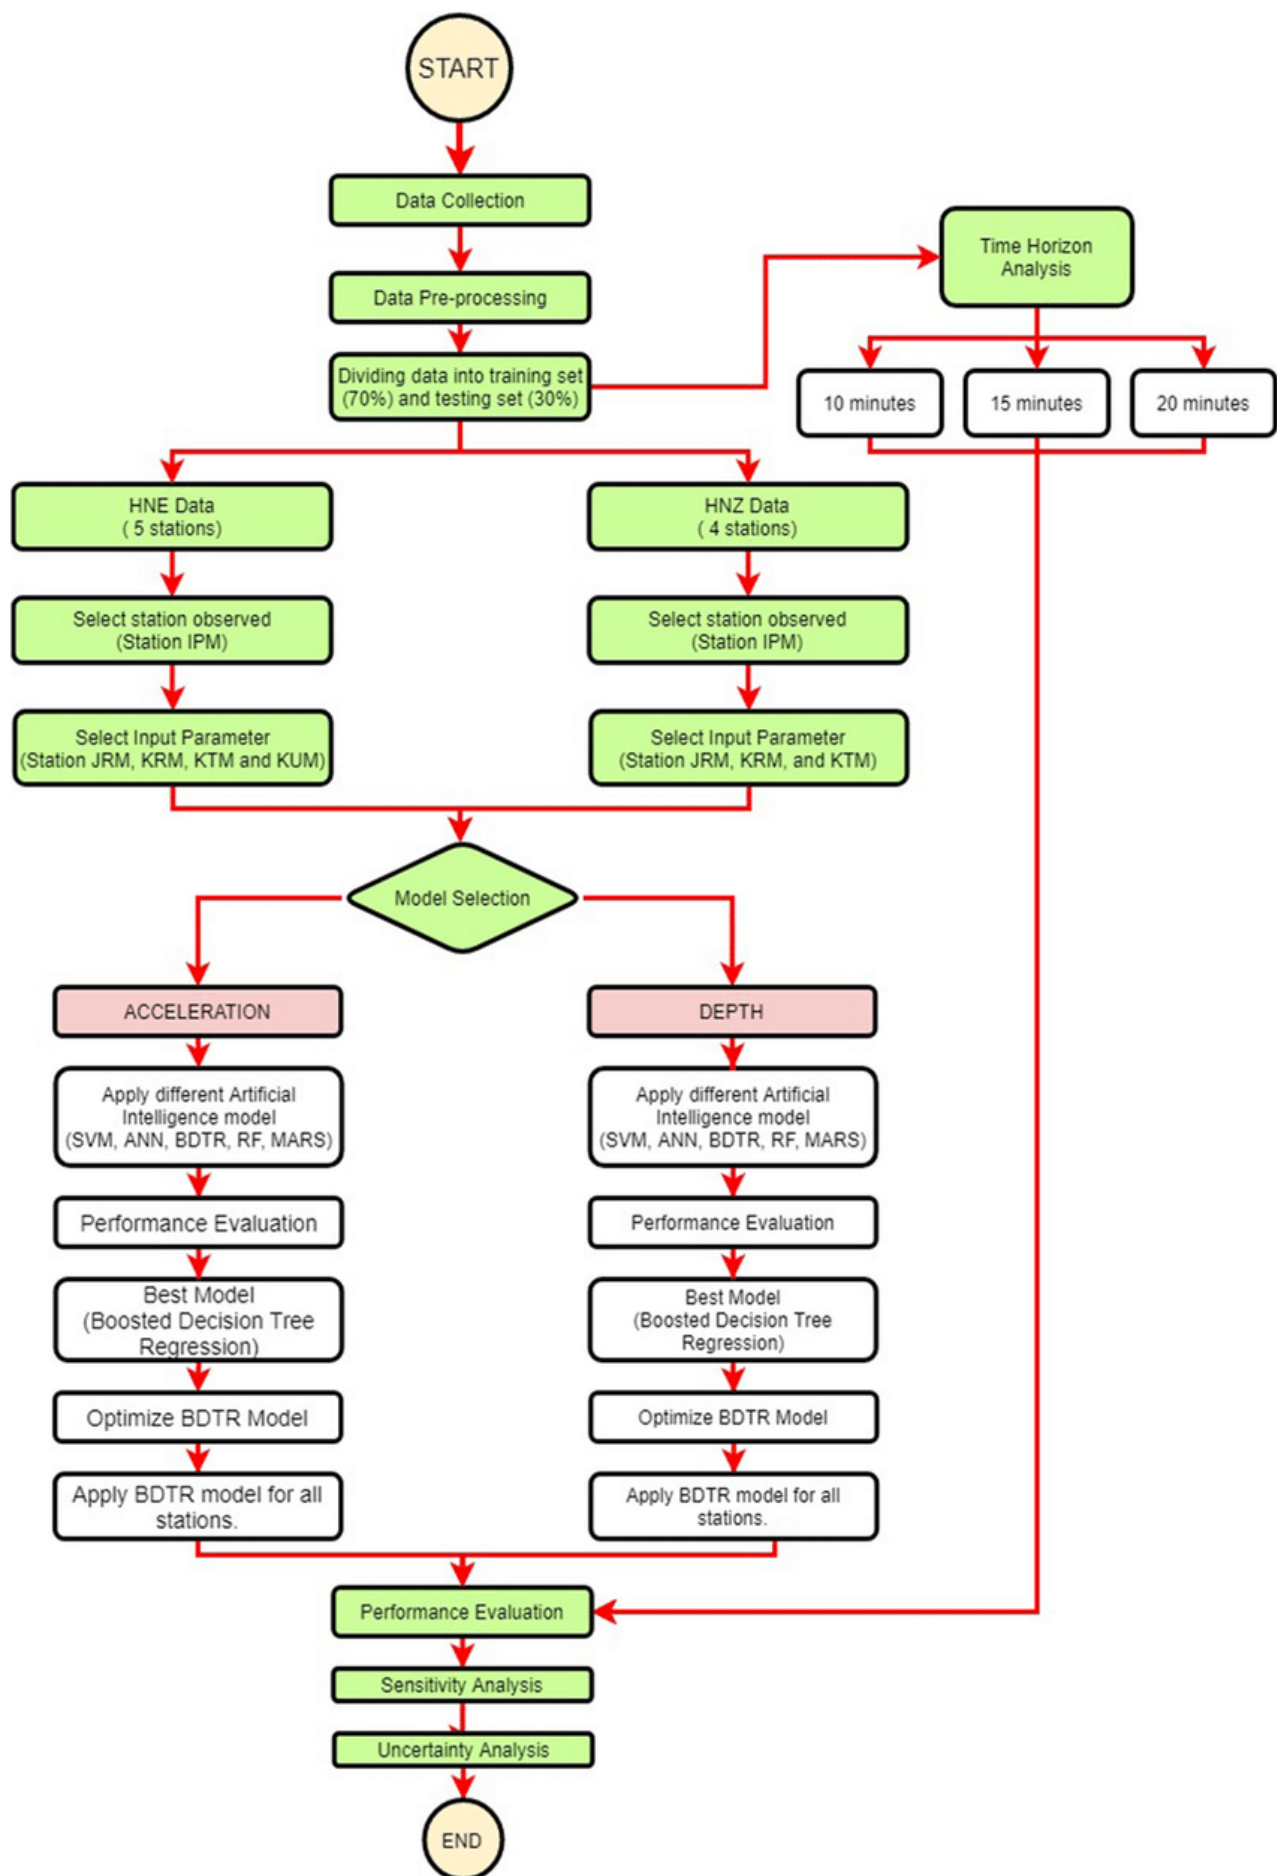 START
Data Collection
Data Pre-processing
Dividing data into training set
(70%) and testing set (30%)
Time Horizon
Analysis
10 minutes
15 minutes
20 minutes
HNE Data
( 5 stations)
HNZ Data
( 4 stations)
Select station observed
(Station IPM)
Select station observed
(Station IPM)
Select Input Parameter
(Station JRM, KRM, KTM and KUM)
Select Input Parameter
(Station JRM, KRM, and KTM)
Model Selection
ACCELERATION
Apply different Artificial
Intelligence model
(SVM, ANN, BDTR, RF, MARS)
Performance Evaluation
Best Model
(Boosted Decision Tree
Regression)
Optimize BDTR Model
Apply BDTR model for all
stations.
DEPTH
Apply different Artificial
Intelligence model
(SVM, ANN, BDTR, RF, MARS)
Performance Evaluation
Best Model
(Boosted Decision Tree
Regression)
Optimize BDTR Model
Apply BDTR model for all
stations.
Performance Evaluation
Sensitivity Analysis
Uncertainty Analysis
END